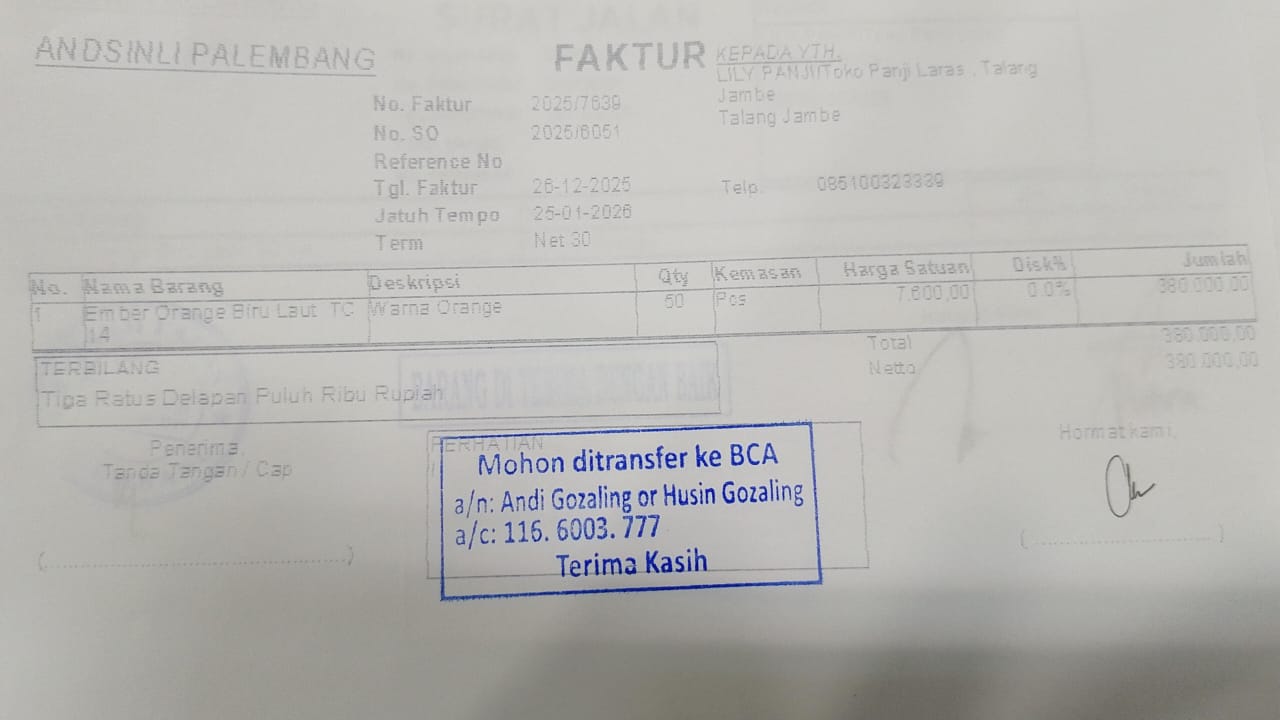 ANDSINLI PALEMBANG
FAKTUR
KEPADA YTH.
LILY PANJI/Toko Panji Laras , Talang
Jambe
Talang Jambe
No. Faktur 2025/7639
No. SO 2025/6051
Reference No
Tgl. Faktur 26-12-2025
Telp. 085100323339
Jatuh Tempo 25-01-2026
Term Net 30
No. Nama Barang Deskripsi Qty Kemasan Harga Satuan Disk% Jumlah
1 Ember Orange Biru Laut TC Warna Orange 50 Pcs 7.600,00 0.0% 380.000,00
14
Total 380.000,00
Netto 380.000,00
TERBILANG
Tiga Ratus Delapan Puluh Ribu Rupiah
BARANG DI TERIMA DENGAN BAIK
Penerima,
Tanda Tangan / Cap
PERHATIAN
Mohon ditransfer ke BCA
a/n: Andi Gozaling or Husin Gozaling
a/c: 116. 6003. 777
Terima Kasih
Hormat kami,